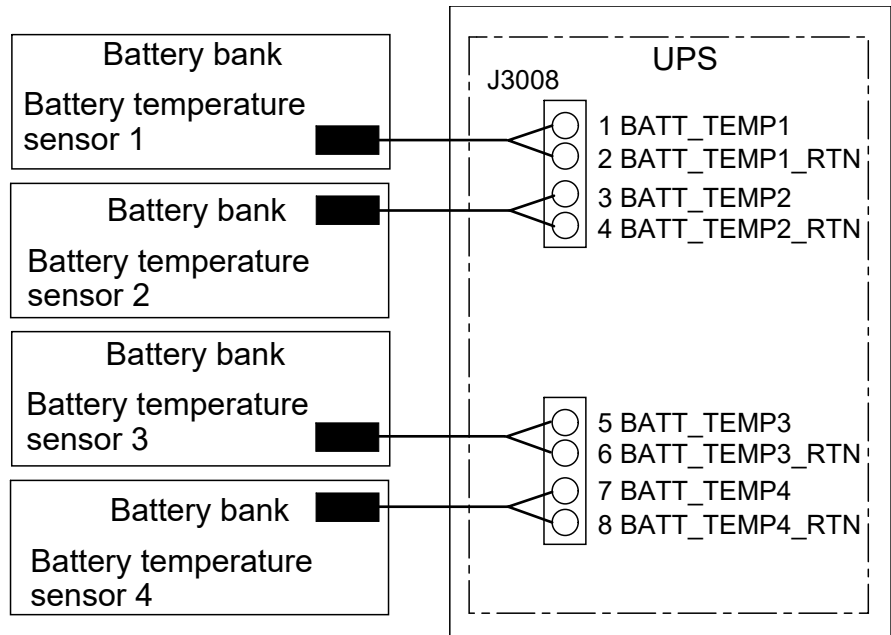 Battery bank
Battery temperature
sensor 1
Battery bank
Battery temperature
sensor 2
Battery bank
Battery temperature
sensor 3
Battery bank
Battery temperature
sensor 4
UPS
J3008
1 BATT_TEMP1
2 BATT_TEMP1_RTN
3 BATT_TEMP2
4 BATT_TEMP2_RTN
5 BATT_TEMP3
6 BATT_TEMP3_RTN
7 BATT_TEMP4
8 BATT_TEMP4_RTN